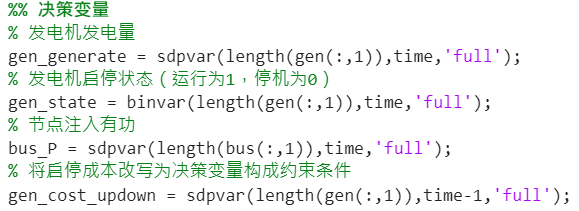 %% 决策变量
% 发电机发电量
gen_generate = sdpvar(length(gen(:,1)),time,'full');
% 发电机启停状态（运行为1，停机为0）
gen_state = binvar(length(gen(:,1)),time,'full');
% 节点注入有功
bus_P = sdpvar(length(bus(:,1)),time,'full');
% 将启停成本改写为决策变量构成约束条件
gen_cost_updown = sdpvar(length(gen(:,1)),time-1,'full');